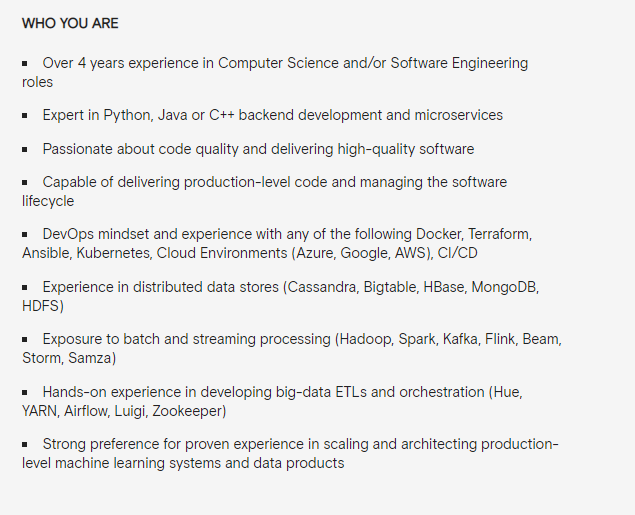 WHO YOU ARE
▪ Over 4 years experience in Computer Science and/or Software Engineering
roles
▪ Expert in Python, Java or C++ backend development and microservices
▪ Passionate about code quality and delivering high-quality software
▪ Capable of delivering production-level code and managing the software
lifecycle
▪ DevOps mindset and experience with any of the following Docker, Terraform,
Ansible, Kubernetes, Cloud Environments (Azure, Google, AWS), CI/CD
▪ Experience in distributed data stores (Cassandra, Bigtable, HBase, MongoDB,
HDFS)
▪ Exposure to batch and streaming processing (Hadoop, Spark, Kafka, Flink, Beam,
Storm, Samza)
▪ Hands-on experience in developing big-data ETLs and orchestration (Hue,
YARN, Airflow, Luigi, Zookeeper)
▪ Strong preference for proven experience in scaling and architecting production-
level machine learning systems and data products